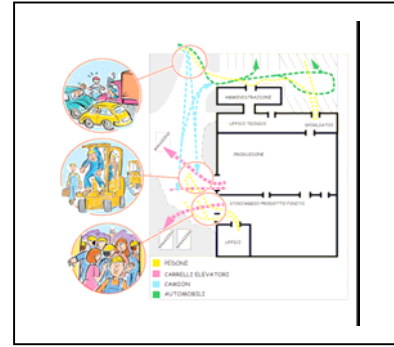 AMMINISTRAZIONE
UFFICIO TECNICO
SPOGLIATOI
PRODUZIONE
STOCCAGGIO PRODOTTO FINITO
UFFICI
PEDONI
CARRELLI ELEVATORI
CAMION
AUTOMOBILI